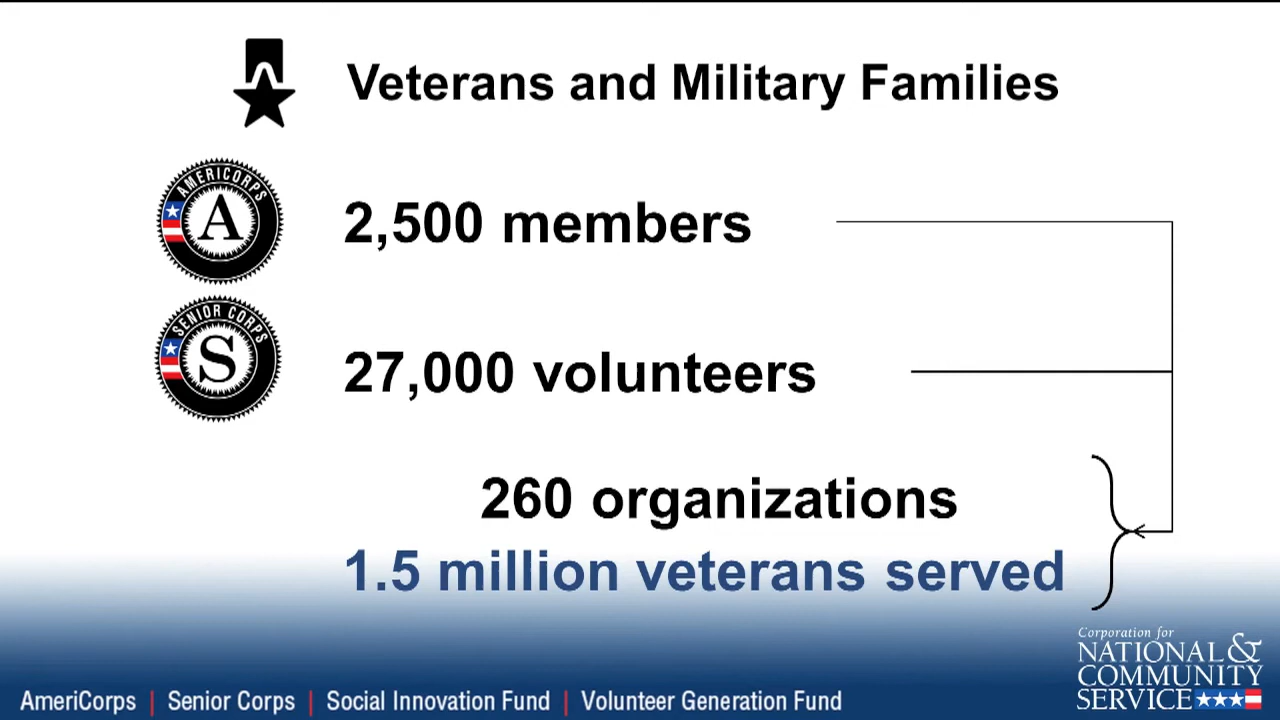 Veterans and Military Families
AMERICORPS
A
2,500 members
SENIOR CORPS
S
27,000 volunteers
260 organizations
1.5 million veterans served
Corporation for
NATIONAL &
COMMUNITY
SERVICE
AmeriCorps | Senior Corps | Social Innovation Fund | Volunteer Generation Fund